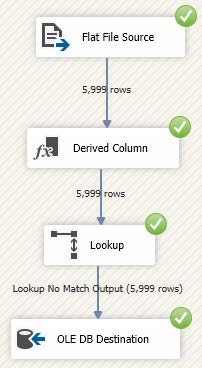 Flat File Source
5,999 rows
fx Derived Column
5,999 rows
Lookup
Lookup No Match Output (5,999 rows)
OLE DB Destination